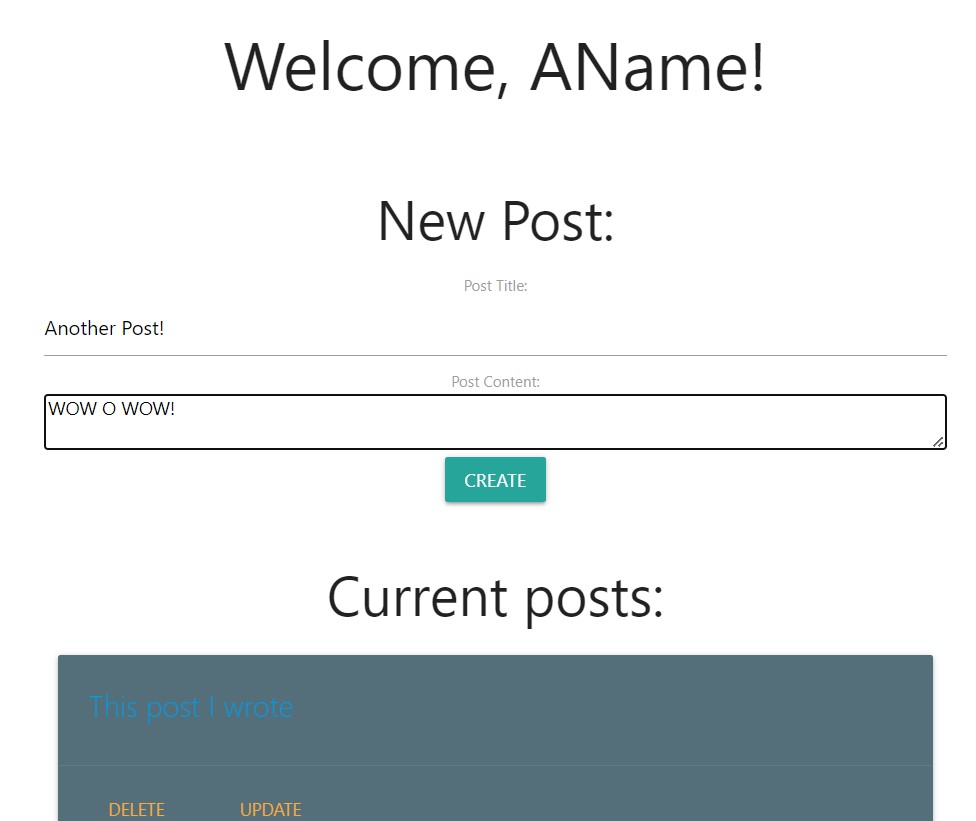 Welcome, AName!
New Post:
Post Title:
Another Post!
Post Content:
WOW O WOW!
CREATE
Current posts:
This post I wrote
DELETE UPDATE